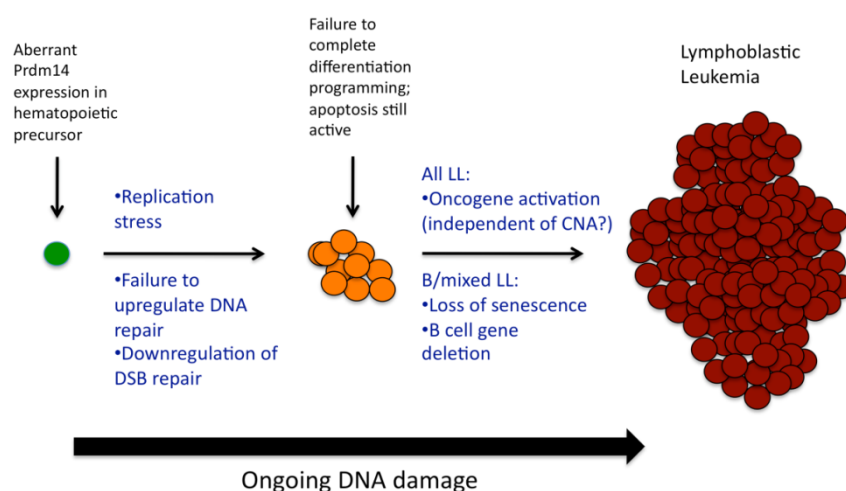 Aberrant
Prdm14
expression in
hematopoietic
precursor
Failure to
complete
differentiation
programming;
apoptosis still
active
Lymphoblastic
Leukemia
•Replication
stress
•Failure to
upregulate DNA
repair
•Downregulation of
DSB repair
All LL:
•Oncogene activation
(independent of CNA?)
B/mixed LL:
•Loss of senescence
•B cell gene
deletion
Ongoing DNA damage